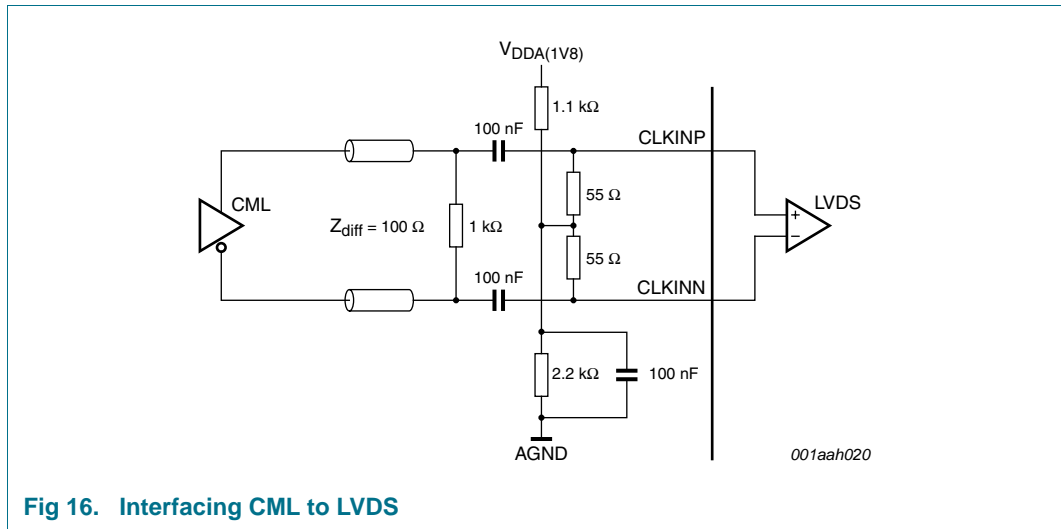 VDDA(1V8)
1.1 kΩ
100 nF
CLKINP
55 Ω
CML
LVDS
Zdiff = 100 Ω
1 kΩ
+
−
55 Ω
100 nF
CLKINN
2.2 kΩ
100 nF
AGND
001aah020
Fig 16. Interfacing CML to LVDS